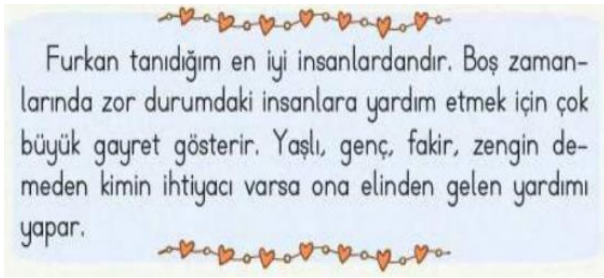 Furkan tanıdığım en iyi insanlardandır. Boş zaman-
larında zor durumdaki insanlara yardım etmek için çok
büyük gayret gösterir. Yaşlı, genç, fakir, zengin de-
meden kimin ihtiyacı varsa ona elinden gelen yardımı
yapar.